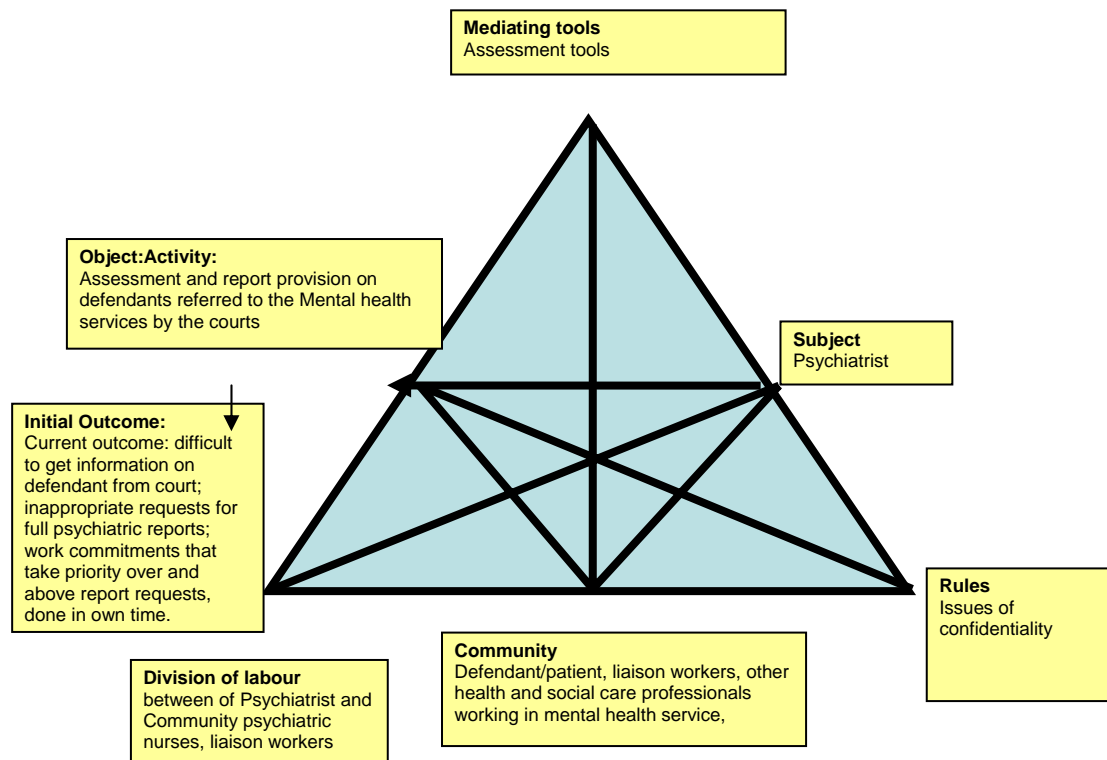 Mediating tools
Assessment tools
Object:Activity:
Assessment and report provision on
defendants referred to the Mental health
services by the courts
Subject
Psychiatrist
Initial Outcome:
Current outcome: difficult
to get information on
defendant from court;
inappropriate requests for
full psychiatric reports;
work commitments that
take priority over and
above report requests,
done in own time.
Rules
Issues of
confidentiality
Community
Defendant/patient, liaison workers, other
health and social care professionals
working in mental health service,
Division of labour
between of Psychiatrist and
Community psychiatric
nurses, liaison workers